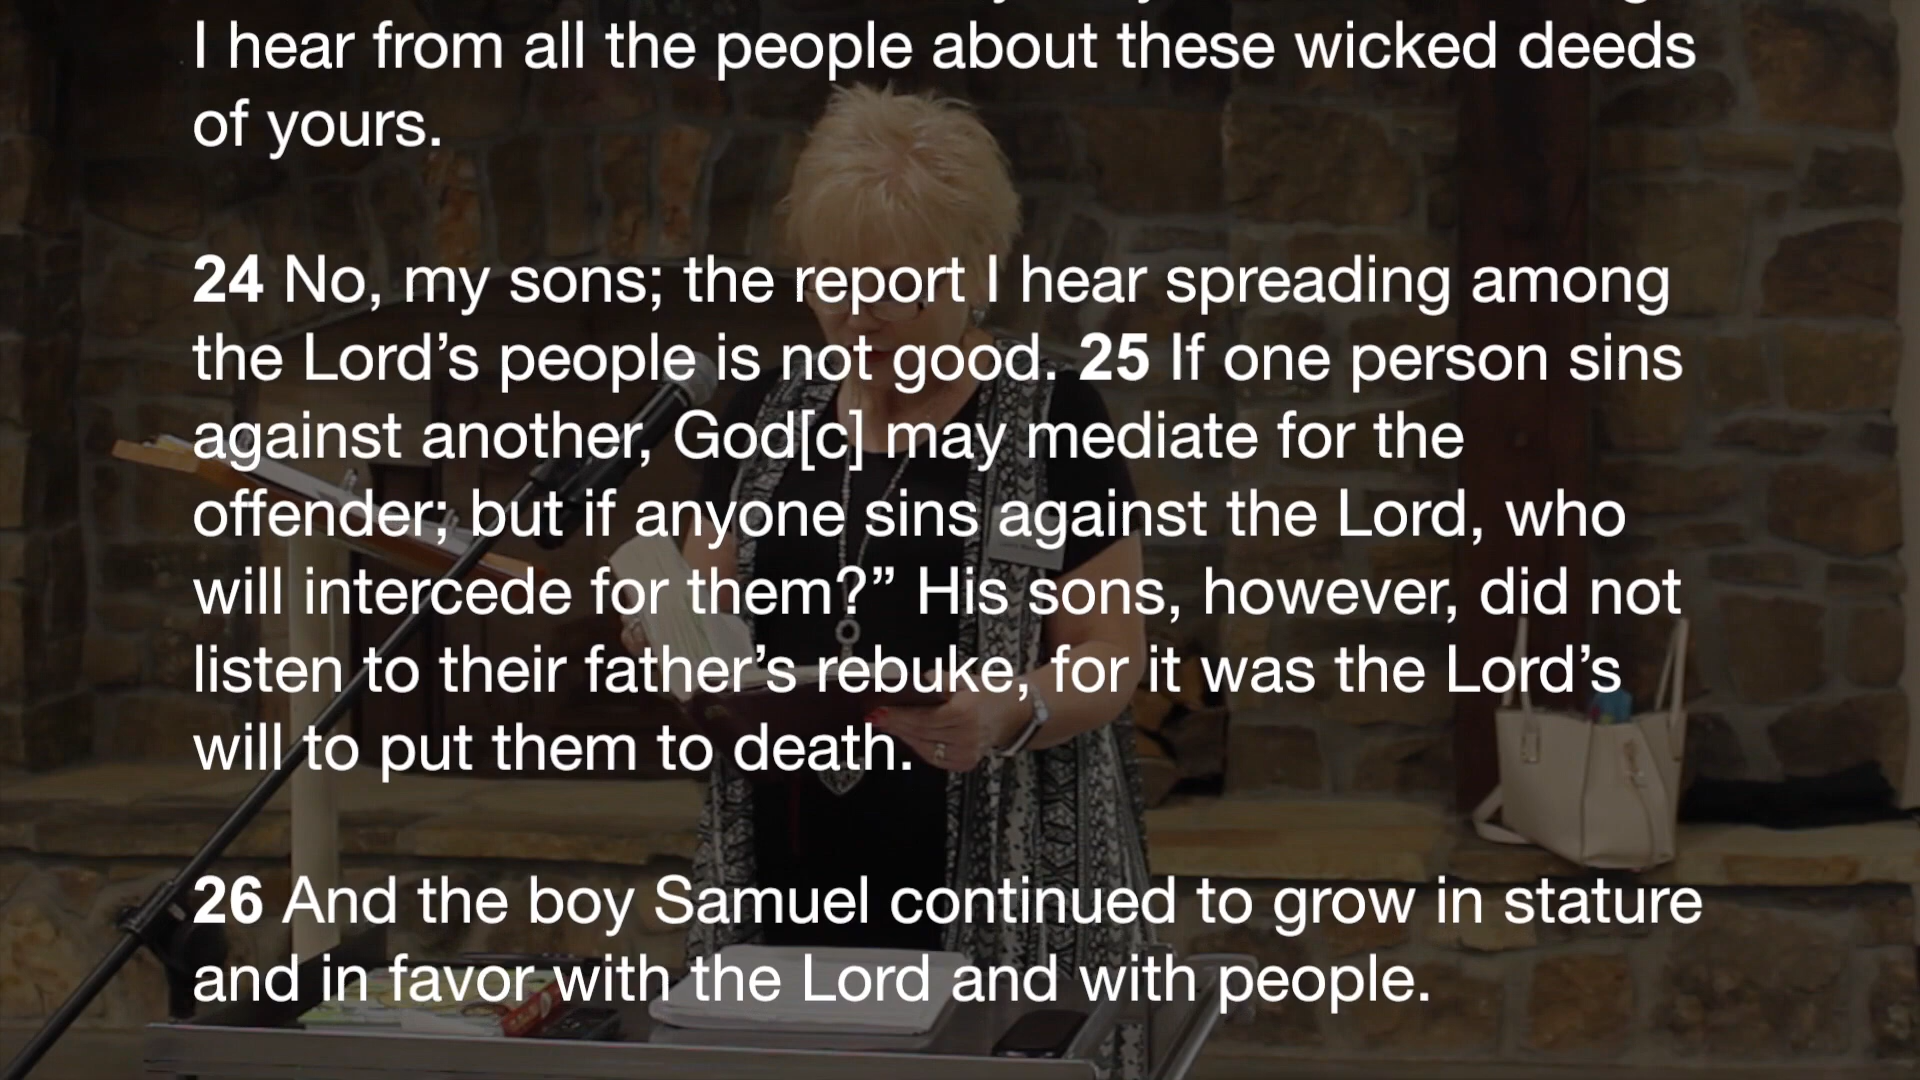 I hear from all the people about these wicked deeds
of yours.
24 No, my sons; the report I hear spreading among
the Lord’s people is not good. 25 If one person sins
against another, God[c] may mediate for the
offender; but if anyone sins against the Lord, who
will intercede for them?” His sons, however, did not
listen to their father’s rebuke, for it was the Lord’s
will to put them to death.
26 And the boy Samuel continued to grow in stature
and in favor with the Lord and with people.